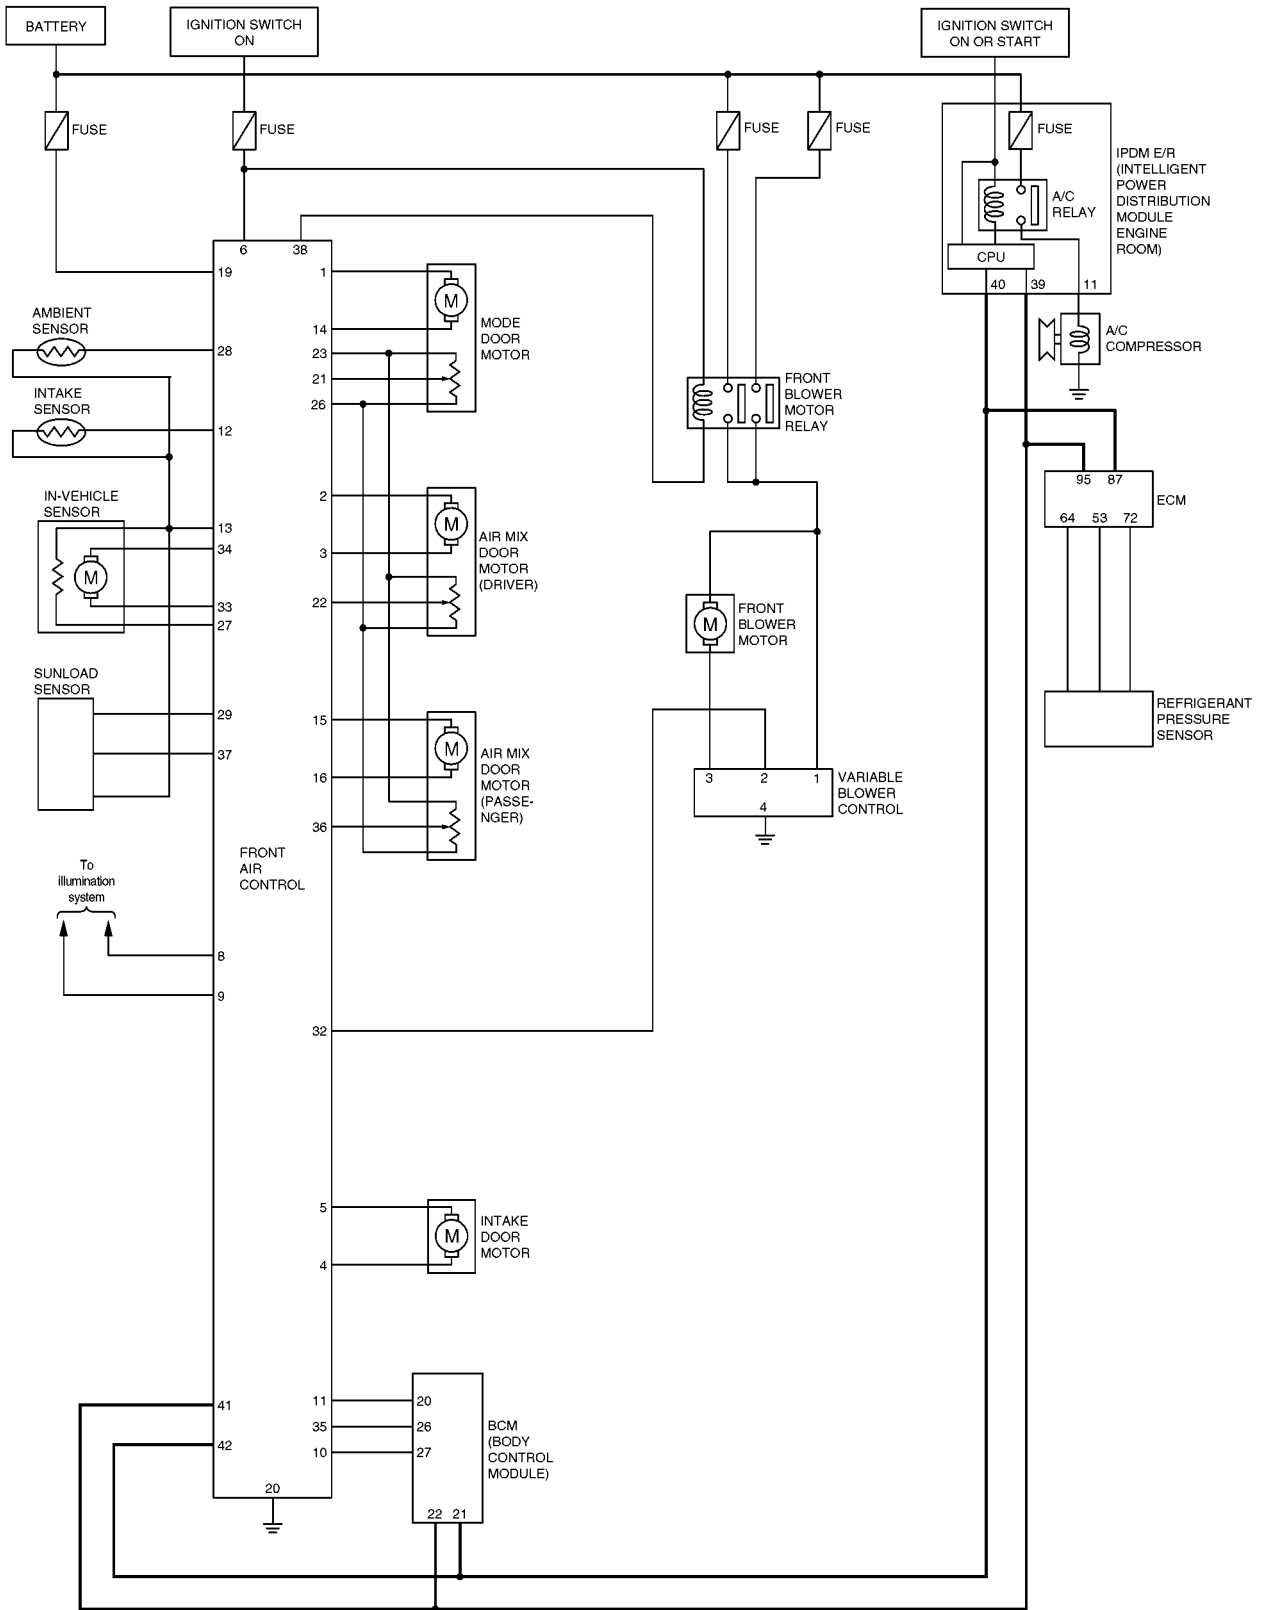 BATTERY
IGNITION SWITCH
ON
IGNITION SWITCH
ON OR START
FUSE
FUSE
FUSE
FUSE
FUSE
IPDM E/R
(INTELLIGENT
POWER
DISTRIBUTION
MODULE
ENGINE
ROOM)
A/C
RELAY
CPU
40
39
11
A/C
COMPRESSOR
6
38
19
AMBIENT
SENSOR
28
INTAKE
SENSOR
12
IN-VEHICLE
SENSOR
M
13
34
33
27
SUNLOAD
SENSOR
29
37
To
illumination
system
8
9
FRONT
AIR
CONTROL
1
14
23
21
26
M
MODE
DOOR
MOTOR
2
3
22
M
AIR MIX
DOOR
MOTOR
(DRIVER)
15
16
36
M
AIR MIX
DOOR
MOTOR
(PASSE-
NGER)
32
FRONT
BLOWER
MOTOR
RELAY
M
FRONT
BLOWER
MOTOR
3
2
1
4
VARIABLE
BLOWER
CONTROL
95
87
ECM
64
53
72
REFRIGERANT
PRESSURE
SENSOR
5
4
M
INTAKE
DOOR
MOTOR
41
42
11
35
10
20
20
26
27
22
21
BCM
(BODY
CONTROL
MODULE)